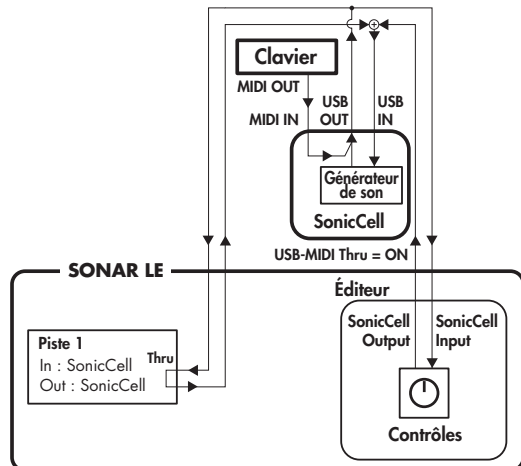 Clavier
MIDI OUT
MIDI IN
USB
OUT
USB
IN
Générateur
de son
SonicCell
USB-MIDI Thru = ON
SONAR LE
Éditeur
Piste 1
In : SonicCell
Out : SonicCell
Thru
SonicCell
Output
SonicCell
Input
Contrôles